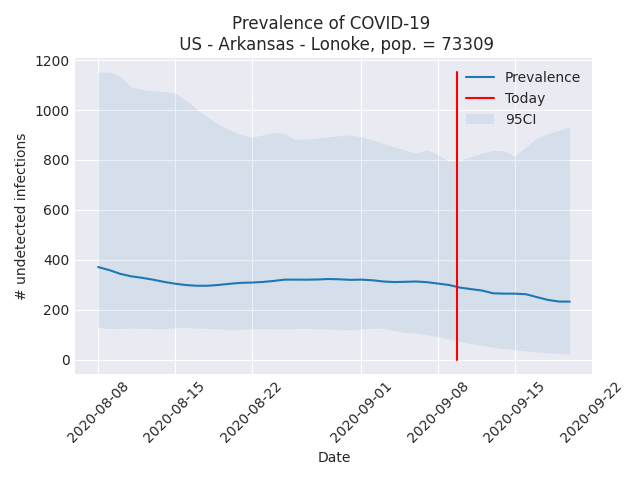 Prevalence of COVID-19
US - Arkansas - Lonoke, pop. = 73309
1200
1000
800
600
400
200
0
# undetected infections
Prevalence
Today
95CI
2020-08-08
2020-08-15
2020-08-22
2020-09-01
2020-09-08
2020-09-15
2020-09-22
Date